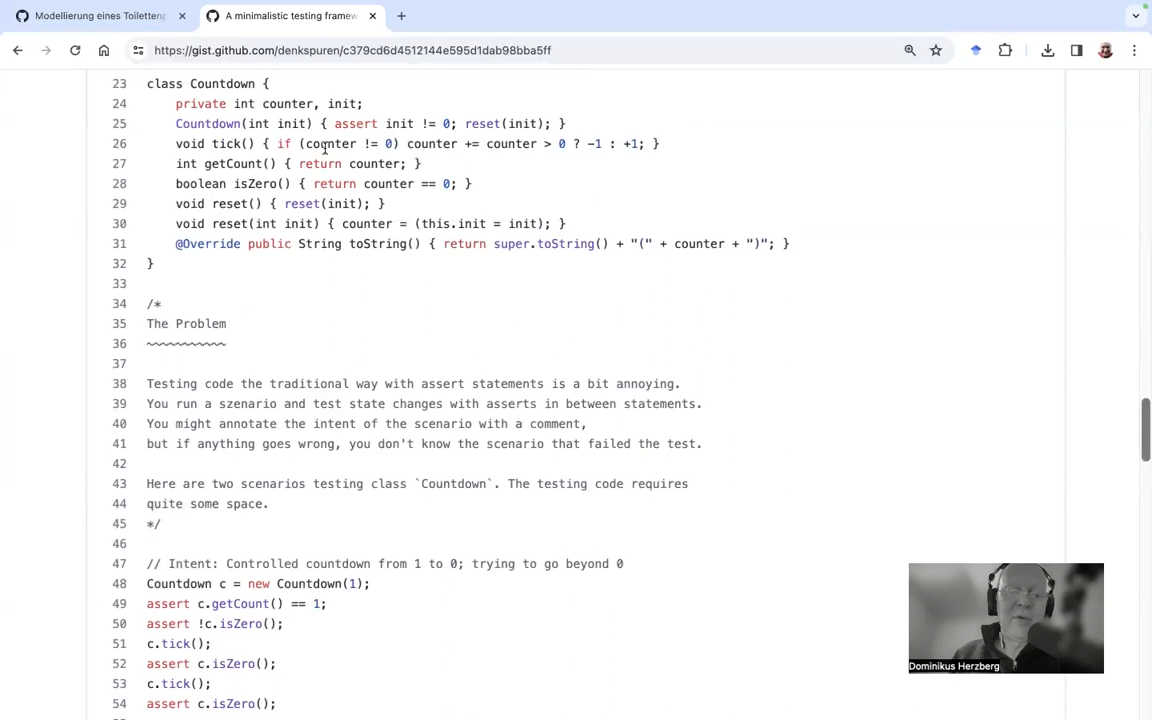 Modellierung eines Toilettenp
A minimalistic testing framew
https://gist.github.com/denkspuren/c379cd6d4512144e595d1dab98bba5ff
23 class Countdown {
24 private int counter, init;
25 Countdown(int init) { assert init != 0; reset(init); }
26 void tick() { if (counter != 0) counter += counter > 0 ? -1 : +1; }
27 int getCount() { return counter; }
28 boolean isZero() { return counter == 0; }
29 void reset() { reset(init); }
30 void reset(int init) { counter = (this.init = init); }
31 @Override public String toString() { return super.toString() + "(" + counter + ")"; }
32 }
33
34 /*
35 The Problem
36 ~~~~~~~~~~~
37
38 Testing code the traditional way with assert statements is a bit annoying.
39 You run a szenario and test state changes with asserts in between statements.
40 You might annotate the intent of the scenario with a comment,
41 but if anything goes wrong, you don't know the scenario that failed the test.
42
43 Here are two scenarios testing class `Countdown`. The testing code requires
44 quite some space.
45 */
46
47 // Intent: Controlled countdown from 1 to 0; trying to go beyond 0
48 Countdown c = new Countdown(1);
49 assert c.getCount() == 1;
50 assert !c.isZero();
51 c.tick();
52 assert c.isZero();
53 c.tick();
54 assert c.isZero();
Dominikus Herzberg